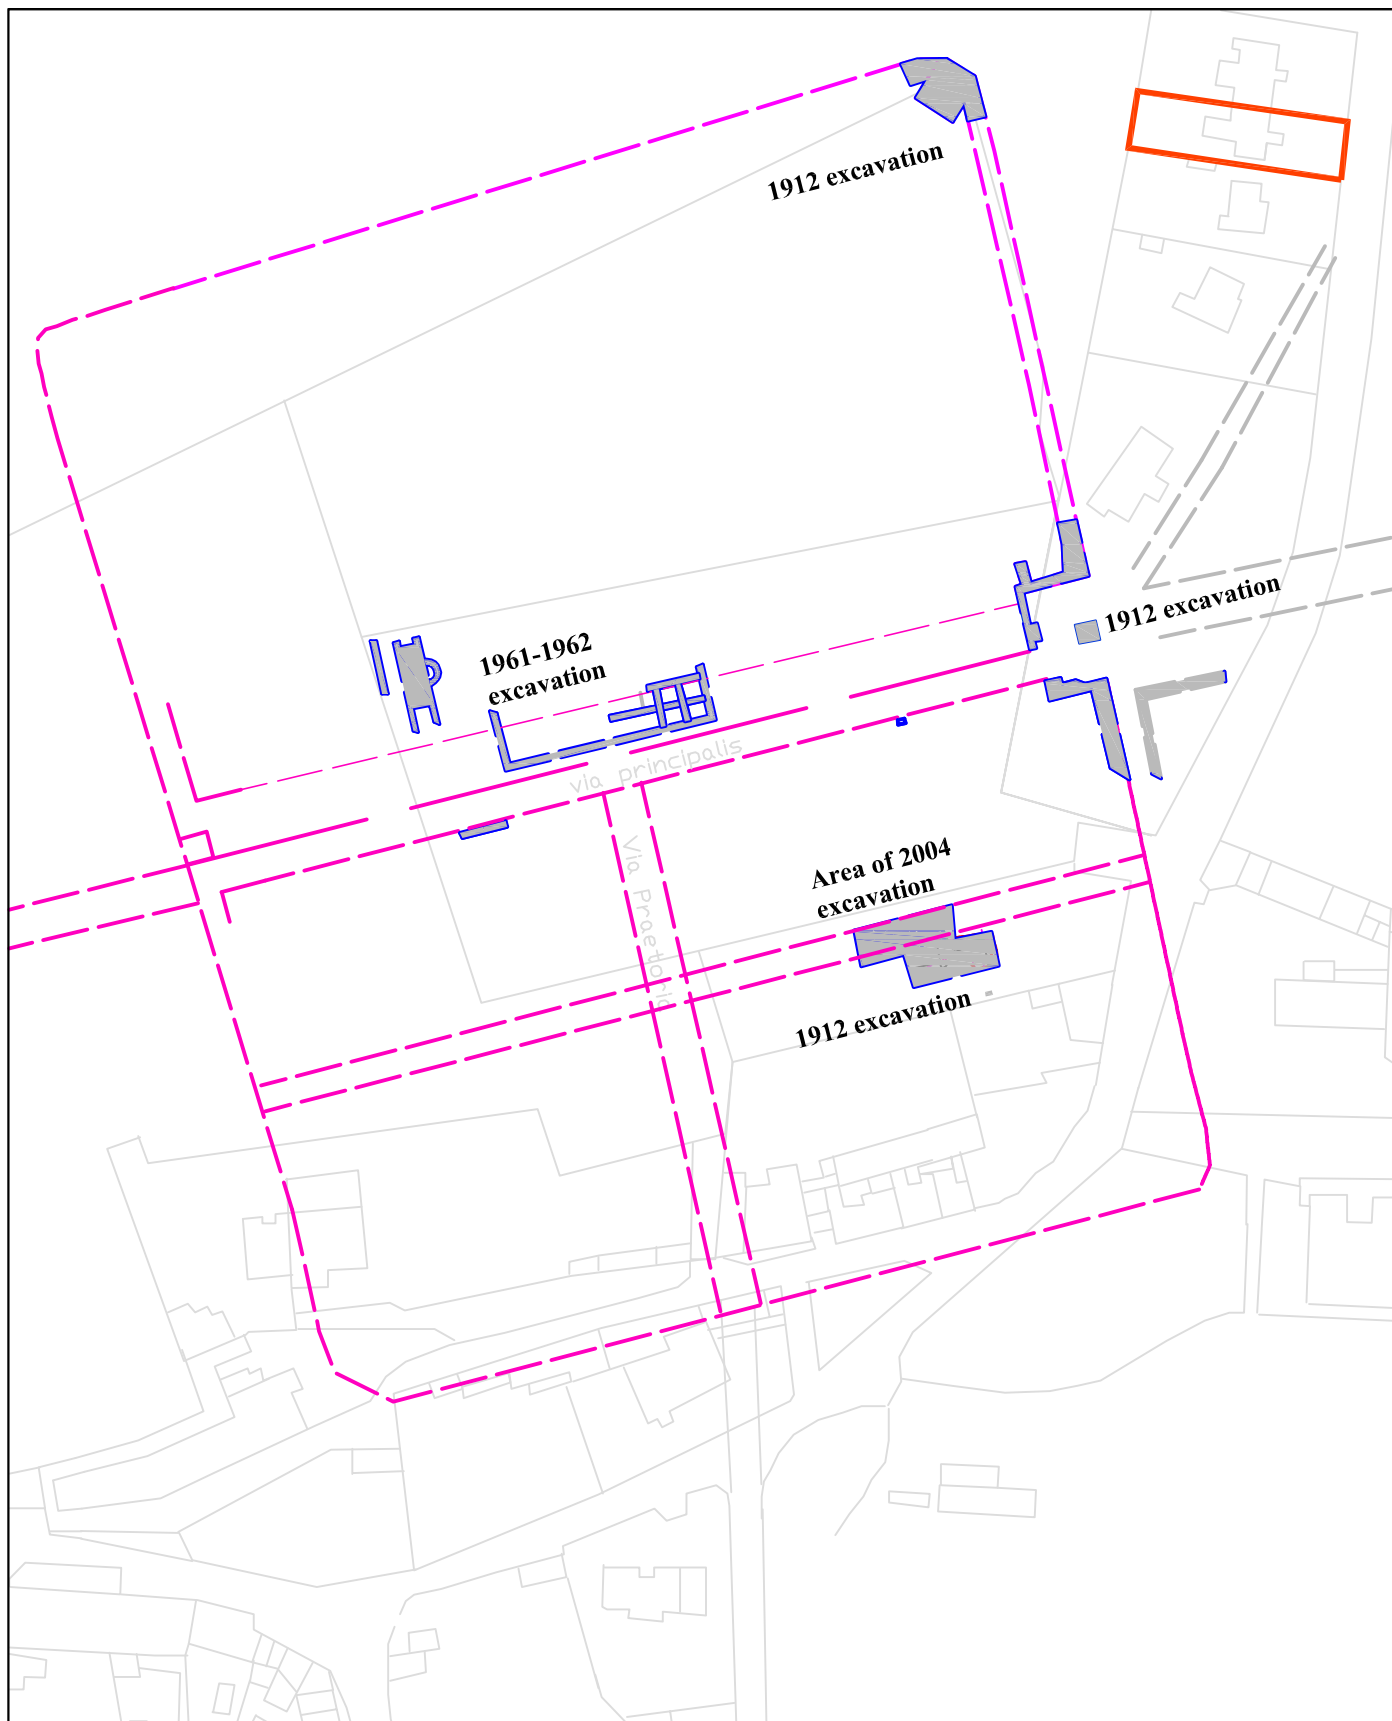 1912 excavation
1961-1962
excavation
1912 excavation
via principalis
Via Praetoria
Area of 2004
excavation
1912 excavation